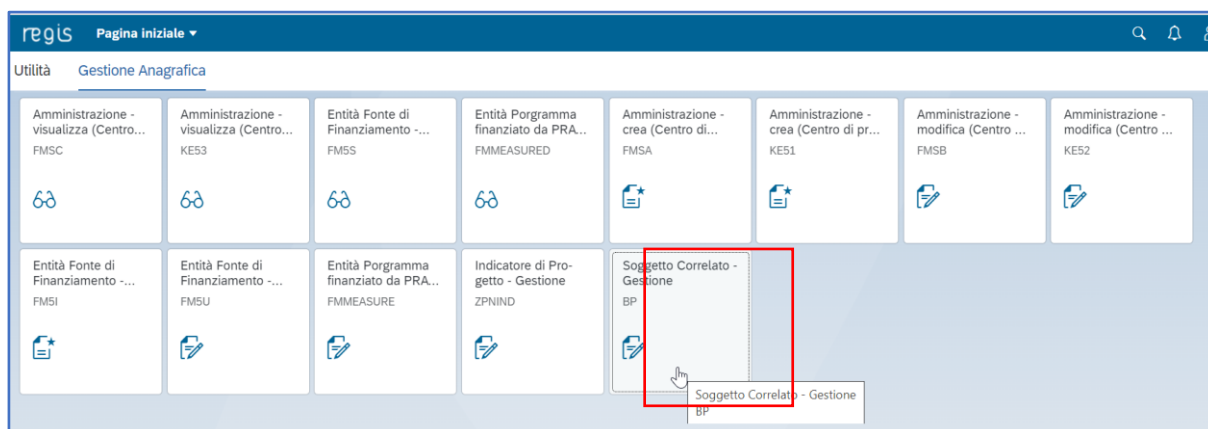 regis Pagina iniziale
Utilità Gestione Anagrafica
Amministrazione -
visualizza (Centro...
FMSC
Amministrazione -
visualizza (Centro...
KE53
Entità Fonte di
Finanziamento -...
FM5S
Entità Porgramma
finanziato da PRA...
FMMEASURED
Amministrazione -
crea (Centro di...
FMSA
Amministrazione -
crea (Centro di pr...
KE51
Amministrazione -
modifica (Centro ...
FMSB
Amministrazione -
modifica (Centro ...
KE52
Entità Fonte di
Finanziamento -...
FM5I
Entità Fonte di
Finanziamento -...
FM5U
Entità Porgramma
finanziato da PRA...
FMMEASURE
Indicatore di Pro-
getto - Gestione
ZPNIND
Soggetto Correlato -
Gestione
BP
Soggetto Correlato - Gestione
BP